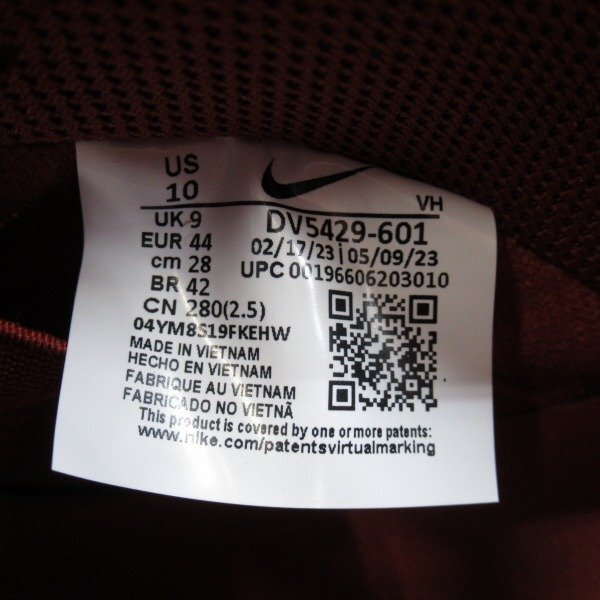 US
10
VH
UK 9
EUR 44
cm 28
BR 42
CN 280(2.5)
DV5429-601
02/17/23 | 05/09/23
UPC 00196606203010
04YM8S19FKEHW
MADE IN VIETNAM
HECHO EN VIETNAM
FABRIQUE AU VIETNAM
FABRICADO NO VIETNÃ
This product is covered by one or more patents:
www.nike.com/patentsvirtualmarking